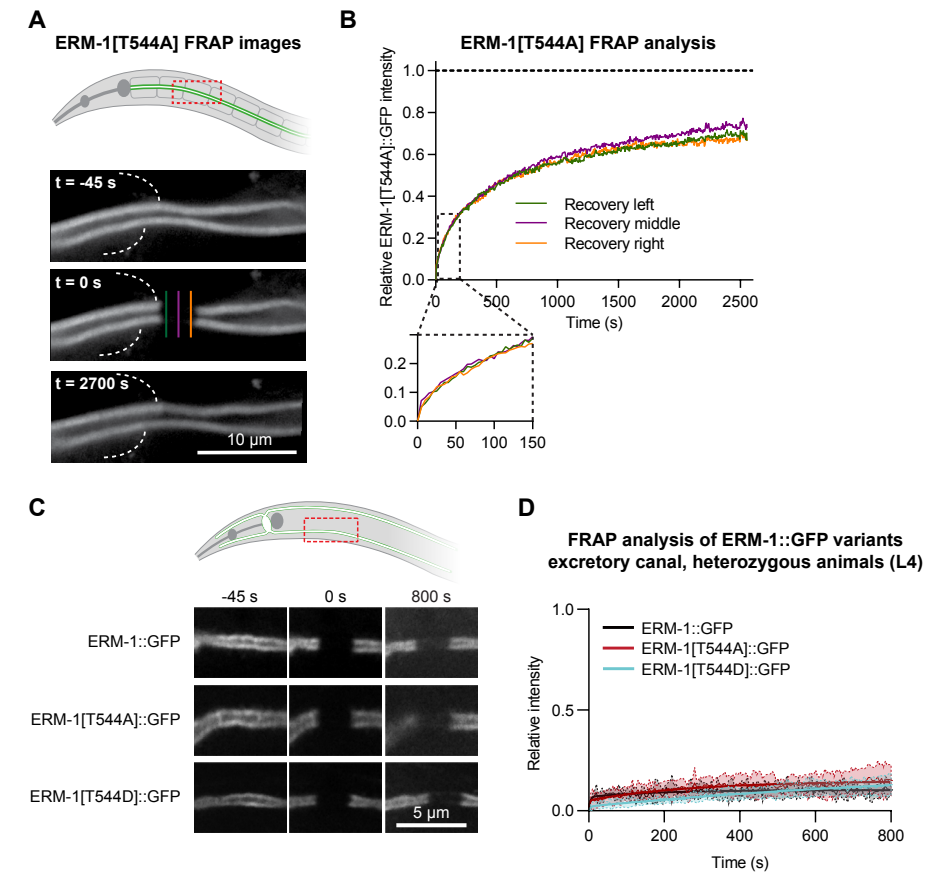 A
ERM-1[T544A] FRAP images
t = -45 s
t = 0 s
t = 2700 s
10 µm
B
ERM-1[T544A] FRAP analysis
Relative ERM-1[T544A]::GFP intensity
1.0
0.8
0.6
0.4
0.2
0.0
Recovery left
Recovery middle
Recovery right
0 500 1000 1500 2000 2500
Time (s)
0.2
0.1
0.0
0 50 100 150
C
-45 s 0 s 800 s
ERM-1::GFP
ERM-1[T544A]::GFP
ERM-1[T544D]::GFP
5 µm
D
FRAP analysis of ERM-1::GFP variants
excretory canal, heterozygous animals (L4)
Relative intensity
1.0
0.5
0.0
ERM-1::GFP
ERM-1[T544A]::GFP
ERM-1[T544D]::GFP
0 200 400 600 800
Time (s)